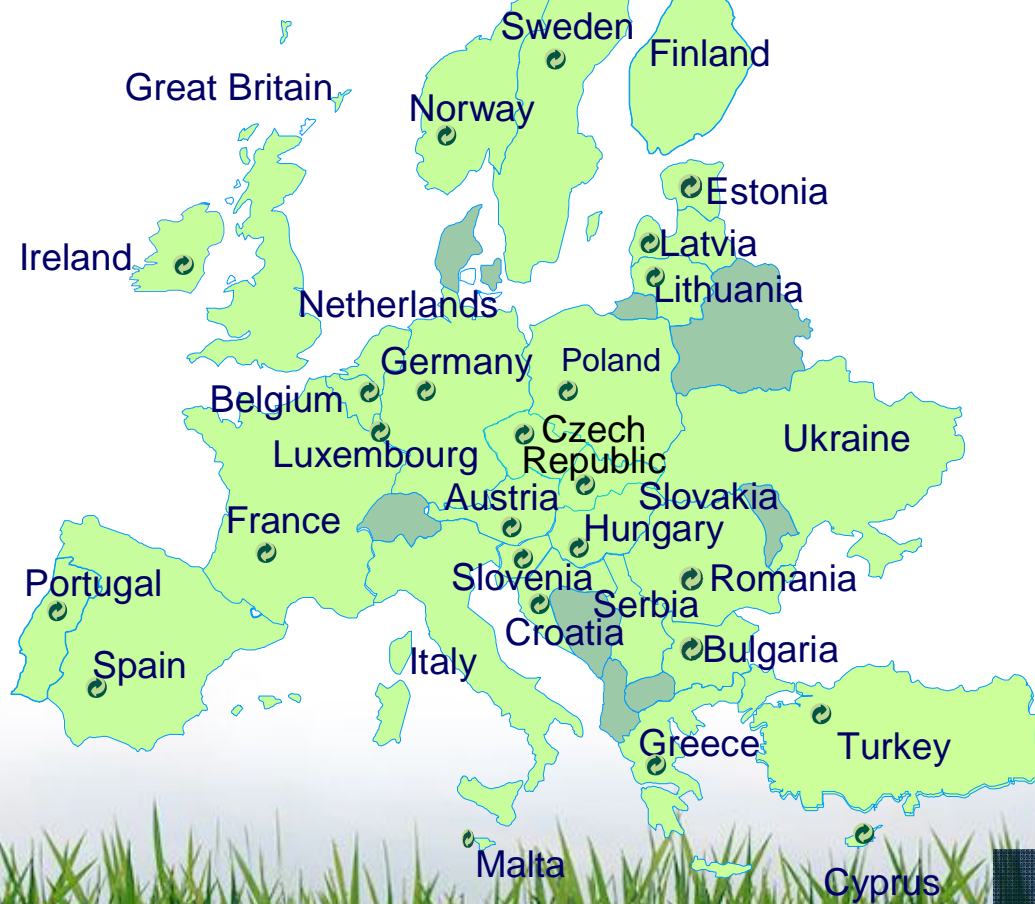 Sweden
Finland
Great Britain
Norway
Estonia
Ireland
Latvia
Lithuania
Netherlands
Germany
Poland
Belgium
Czech
Republic
Ukraine
Luxembourg
Austria
Slovakia
France
Hungary
Portugal
Slovenia
Romania
Serbia
Croatia
Bulgaria
Italy
Spain
Greece
Turkey
Malta
Cyprus